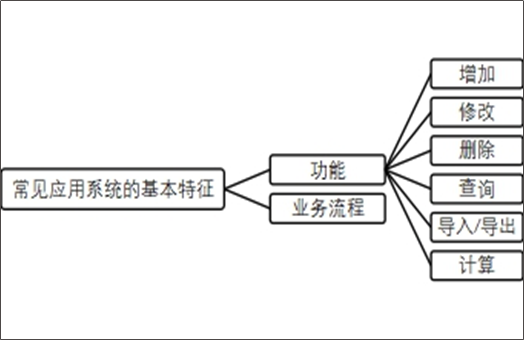 常见应用系统的基本特征
功能
业务流程
增加
修改
删除
查询
导入/导出
计算